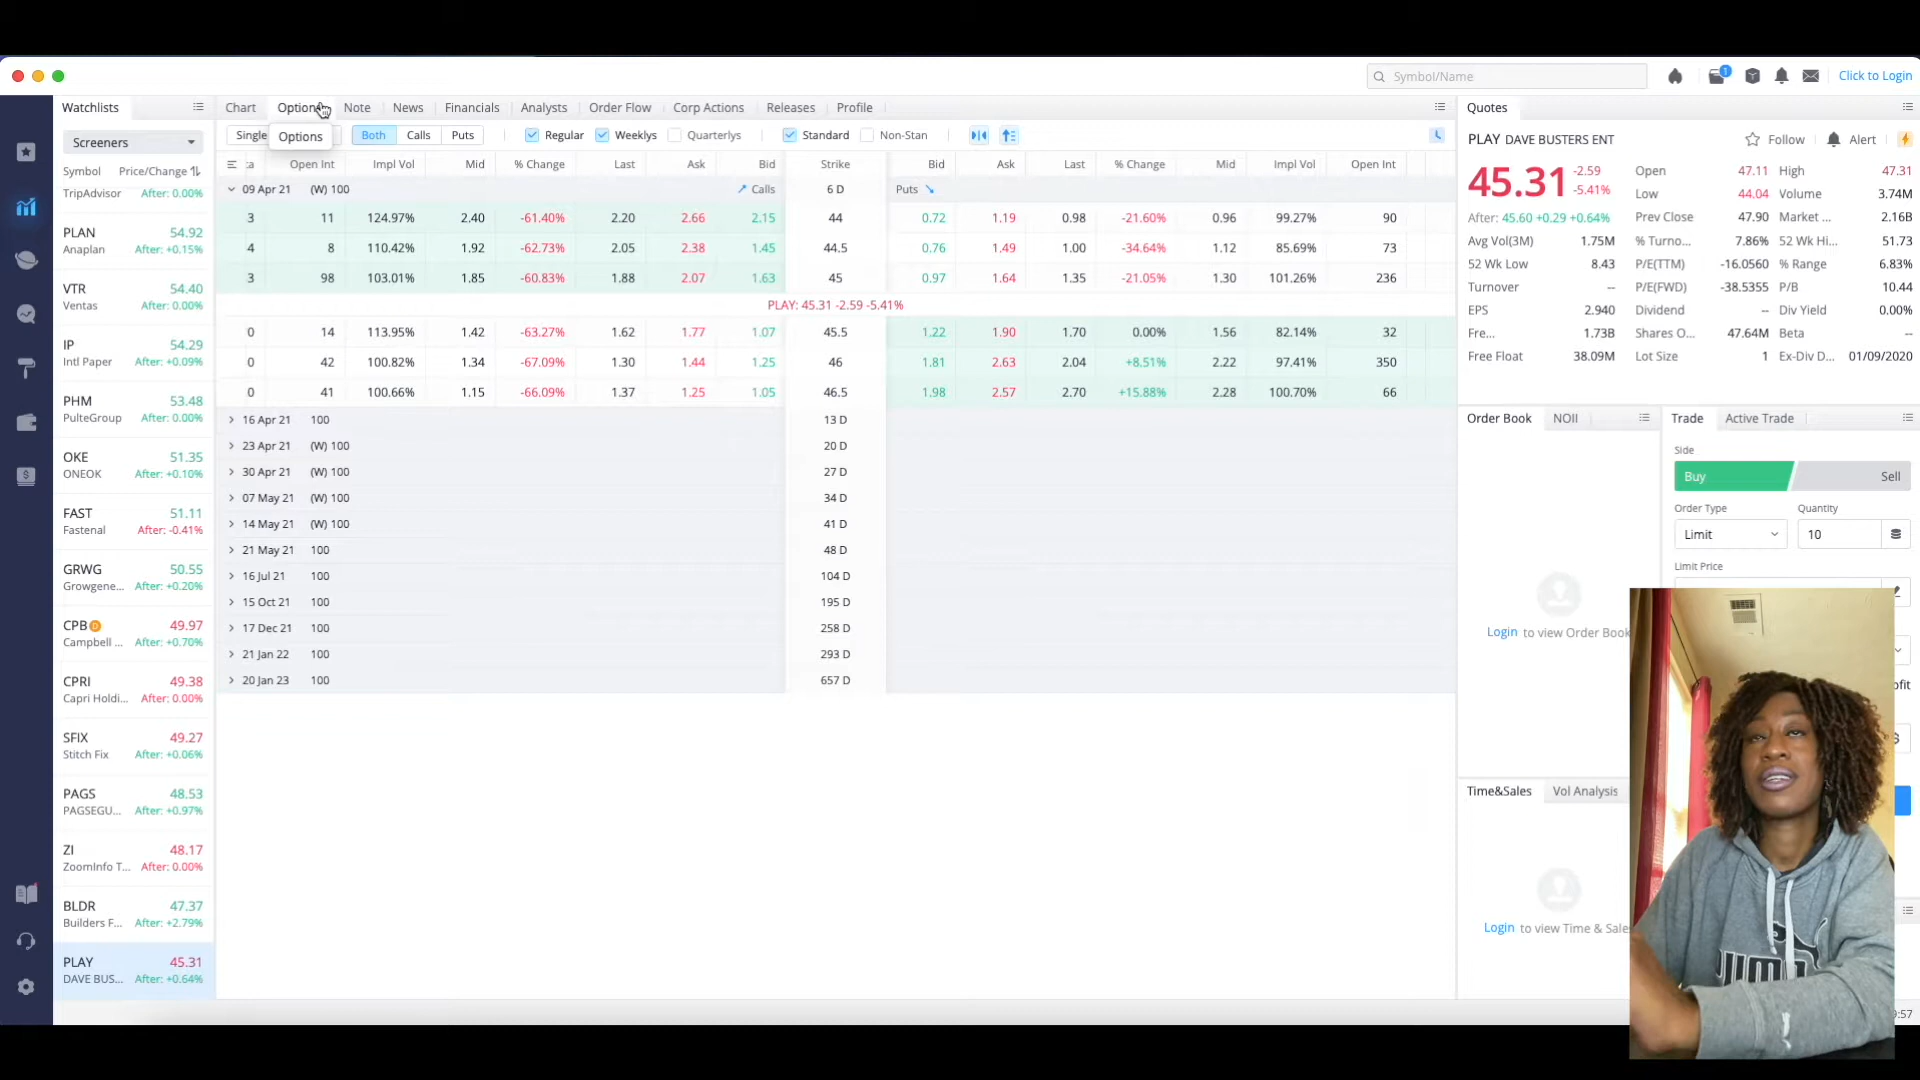 Symbol/Name
1
Click to Login
Watchlists
Chart Options Note News Financials Analysts Order Flow Corp Actions Releases Profile
Quotes
Screeners
Single Options Both Calls Puts Regular Weeklys Quarterlys Standard Non-Stan
PLAY DAVE BUSTERS ENT Follow Alert
Symbol Price/Change
Open Int Impl Vol Mid % Change Last Ask Bid Strike Bid Ask Last % Change Mid Impl Vol Open Int
45.31 -2.59 -5.41%
After: 45.60 +0.29 +0.64%
Open 47.11 High 47.31
Low 44.04 Volume 3.74M
Prev Close 47.90 Market ... 2.16B
Avg Vol(3M) 1.75M % Turno... 7.86% 52 Wk Hi... 51.73
52 Wk Low 8.43 P/E(TTM) -16.0560 % Range 6.83%
Turnover -- P/E(FWD) -38.5355 P/B 10.44
EPS 2.940 Dividend -- Div Yield 0.00%
Fre... 1.73B Shares O... 47.64M Beta --
Free Float 38.09M Lot Size 1 Ex-Div D... 01/09/2020
TripAdvisor After: 0.00%
PLAN 54.92
Anaplan After: +0.15%
VTR 54.40
Ventas After: 0.00%
IP 54.29
Intl Paper After: +0.09%
PHM 53.48
PulteGroup After: 0.00%
OKE 51.35
ONEOK After: +0.10%
FAST 51.11
Fastenal After: -0.41%
GRWG 50.55
Growgene... After: +0.20%
CPB D 49.97
Campbell ... After: +0.70%
CPRI 49.38
Capri Holdi... After: 0.00%
SFIX 49.27
Stitch Fix After: +0.06%
PAGS 48.53
PAGSEGU... After: +0.97%
ZI 48.17
ZoomInfo T... After: 0.00%
BLDR 47.37
Builders F... After: +2.79%
PLAY 45.31
DAVE BUS... After: +0.64%
09 Apr 21 (W) 100 Calls 6 D Puts
3 11 124.97% 2.40 -61.40% 2.20 2.66 2.15 44 0.72 1.19 0.98 -21.60% 0.96 99.27% 90
4 8 110.42% 1.92 -62.73% 2.05 2.38 1.45 44.5 0.76 1.49 1.00 -34.64% 1.12 85.69% 73
3 98 103.01% 1.85 -60.83% 1.88 2.07 1.63 45 0.97 1.64 1.35 -21.05% 1.30 101.26% 236
PLAY: 45.31 -2.59 -5.41%
0 14 113.95% 1.42 -63.27% 1.62 1.77 1.07 45.5 1.22 1.90 1.70 0.00% 1.56 82.14% 32
0 42 100.82% 1.34 -67.09% 1.30 1.44 1.25 46 1.81 2.63 2.04 +8.51% 2.22 97.41% 350
0 41 100.66% 1.15 -66.09% 1.37 1.25 1.05 46.5 1.98 2.57 2.70 +15.88% 2.28 100.70% 66
16 Apr 21 100 13 D
23 Apr 21 (W) 100 20 D
30 Apr 21 (W) 100 27 D
07 May 21 (W) 100 34 D
14 May 21 (W) 100 41 D
21 May 21 100 48 D
16 Jul 21 100 104 D
15 Oct 21 100 195 D
17 Dec 21 100 258 D
21 Jan 22 100 293 D
20 Jan 23 100 657 D
Order Book NOII
Login to view Order Book
Time&Sales Vol Analysis
Login to view Time & Sale
Trade Active Trade
Side
Buy Sell
Order Type Quantity
Limit 10
Limit Price
ofit
PUMA
:57